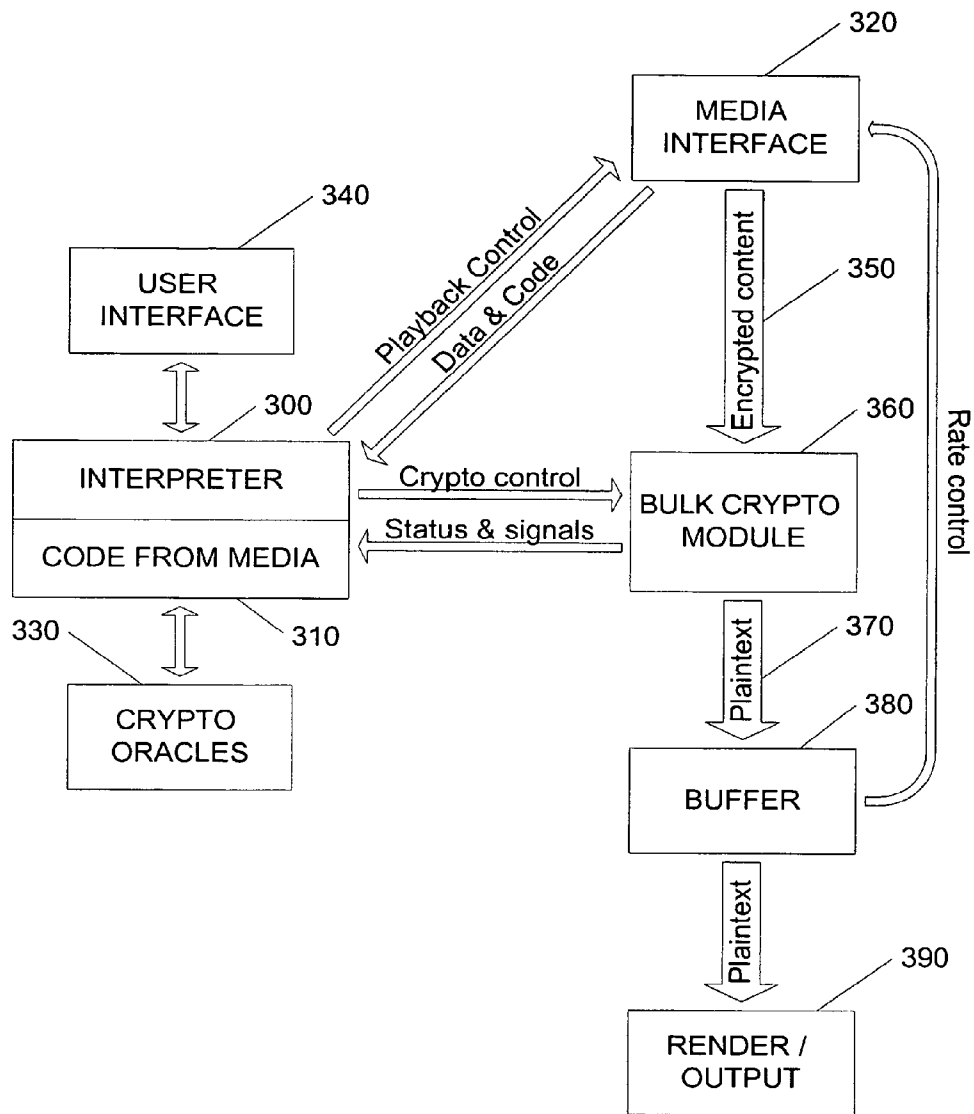 320
MEDIA
INTERFACE
340
USER
INTERFACE
Playback Control
Data & Code
Encrypted content
350
300
INTERPRETER
CODE FROM MEDIA
310
330
CRYPTO
ORACLES
Crypto control
Status & signals
360
BULK CRYPTO
MODULE
Rate control
Plaintext
370
380
BUFFER
Plaintext
390
RENDER /
OUTPUT